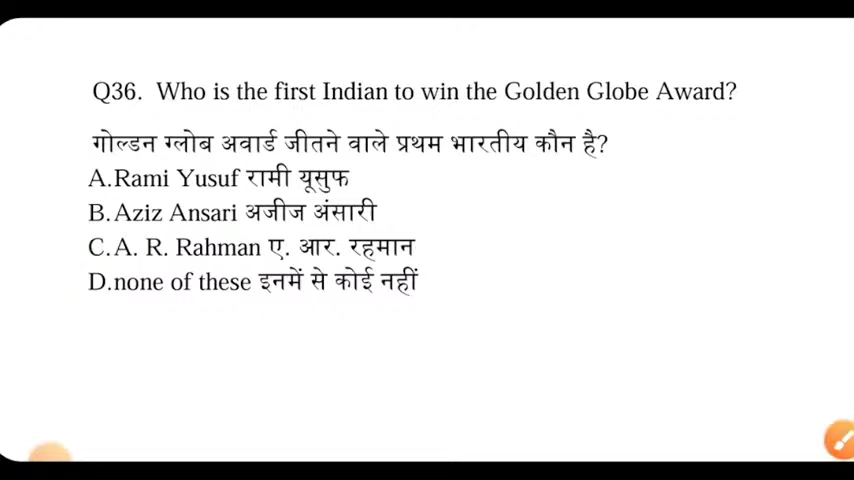 Q36. Who is the first Indian to win the Golden Globe Award?
गोल्डन ग्लोब अवार्ड जीतने वाले प्रथम भारतीय कौन है?
A.Rami Yusuf रामी यूसुफ
B.Aziz Ansari अजीज अंसारी
C.A. R. Rahman ए. आर. रहमान
D.none of these इनमें से कोई नहीं